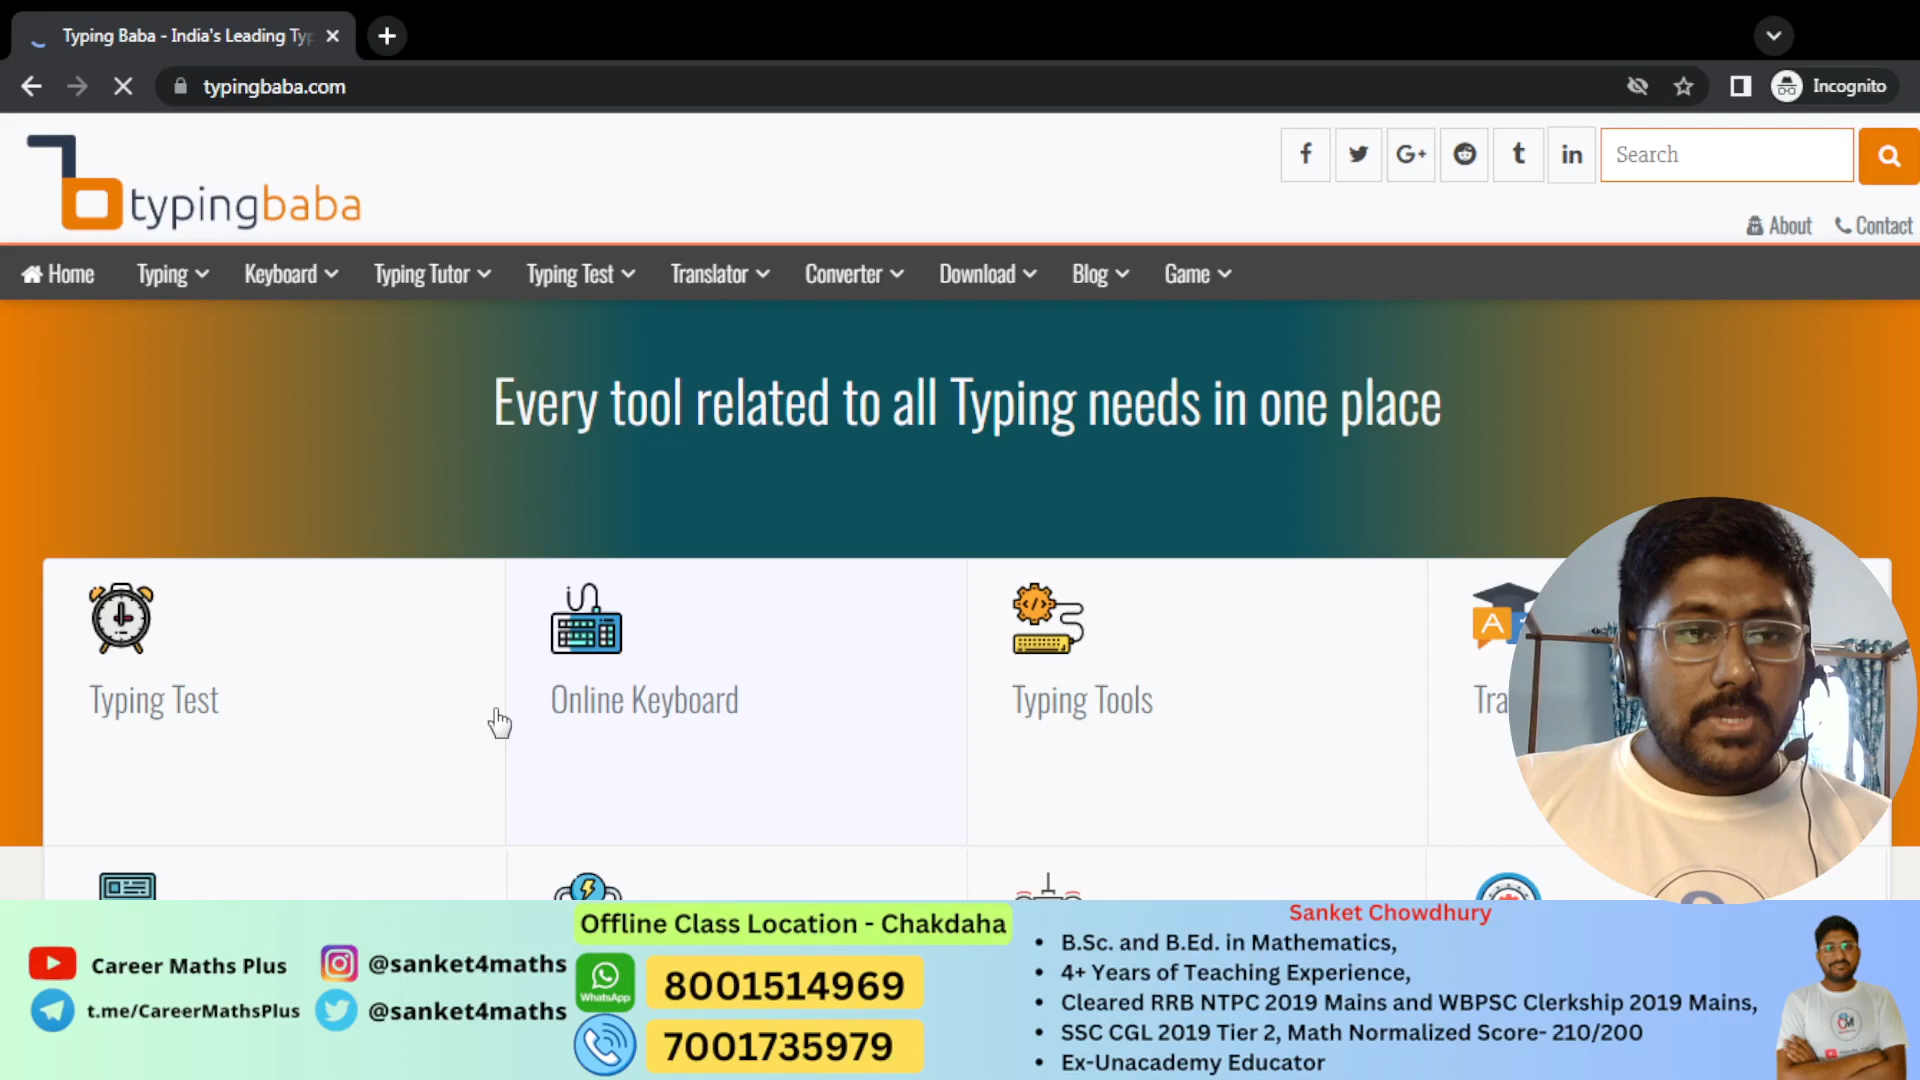 Typing Baba - India's Leading Typ
typingbaba.com
Incognito
typingbaba
Search
About
Contact
Home
Typing
Keyboard
Typing Tutor
Typing Test
Translator
Converter
Download
Blog
Game
Every tool related to all Typing needs in one place
Typing Test
Online Keyboard
Typing Tools
Tra
Career Maths Plus
@sanket4maths
t.me/CareerMathsPlus
@sanket4maths
Offline Class Location - Chakdaha
WhatsApp
8001514969
7001735979
Sanket Chowdhury
• B.Sc. and B.Ed. in Mathematics,
• 4+ Years of Teaching Experience,
• Cleared RRB NTPC 2019 Mains and WBPSC Clerkship 2019 Mains,
• SSC CGL 2019 Tier 2, Math Normalized Score- 210/200
• Ex-Unacademy Educator